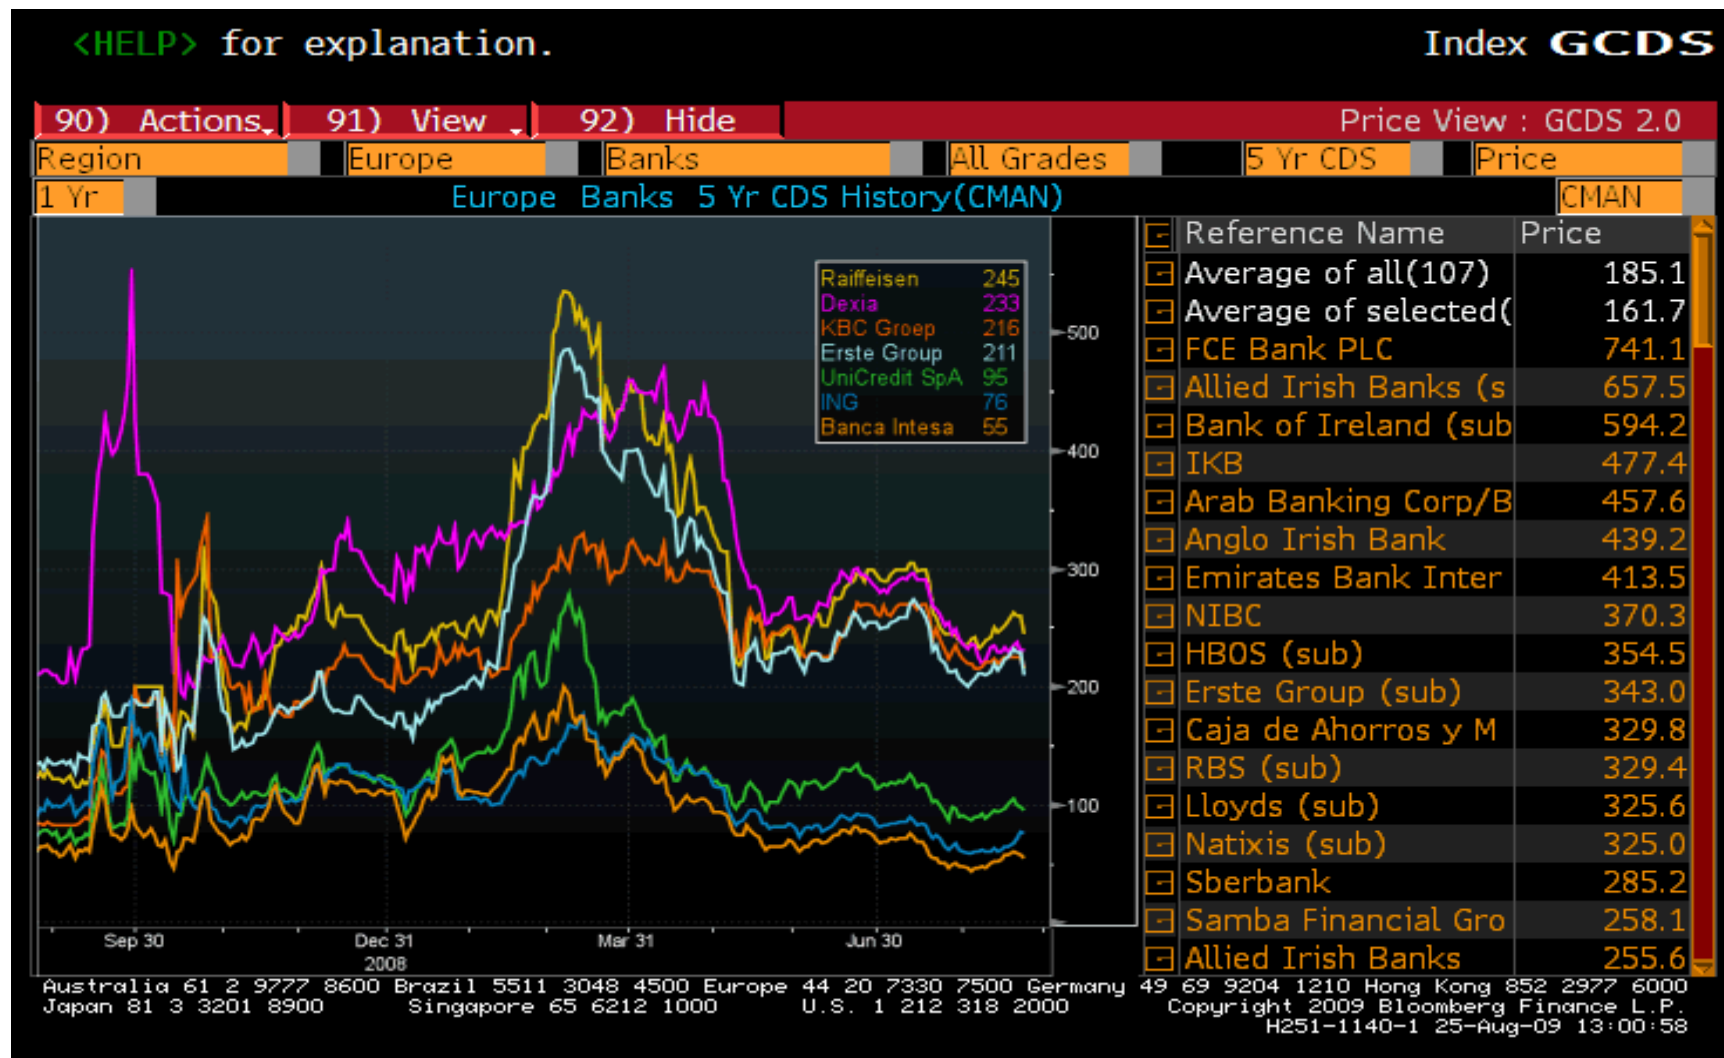 <HELP> for explanation. Index GCDS
90) Actions 91) View 92) Hide Price View : GCDS 2.0
Region Europe Banks All Grades 5 Yr CDS Price
1 Yr Europe Banks 5 Yr CDS History(CMAN) CMAN
Raiffeisen 245
Dexia 233
KBC Groep 216
Erste Group 211
UniCredit SpA 95
ING 76
Banca Intesa 55
500
400
300
200
100
Sep 30 Dec 31 Mar 31 Jun 30
2008
Reference Name Price
Average of all(107) 185.1
Average of selected( 161.7
FCE Bank PLC 741.1
Allied Irish Banks (s 657.5
Bank of Ireland (sub 594.2
IKB 477.4
Arab Banking Corp/B 457.6
Anglo Irish Bank 439.2
Emirates Bank Inter 413.5
NIBC 370.3
HBOS (sub) 354.5
Erste Group (sub) 343.0
Caja de Ahorros y M 329.8
RBS (sub) 329.4
Lloyds (sub) 325.6
Natixis (sub) 325.0
Sberbank 285.2
Samba Financial Gro 258.1
Allied Irish Banks 255.6
Australia 61 2 9777 8600 Brazil 5511 3048 4500 Europe 44 20 7330 7500 Germany 49 69 9204 1210 Hong Kong 852 2977 6000
Japan 81 3 3201 8900 Singapore 65 6212 1000 U.S. 1 212 318 2000 Copyright 2009 Bloomberg Finance L.P.
H251-1140-1 25-Aug-09 13:00:58